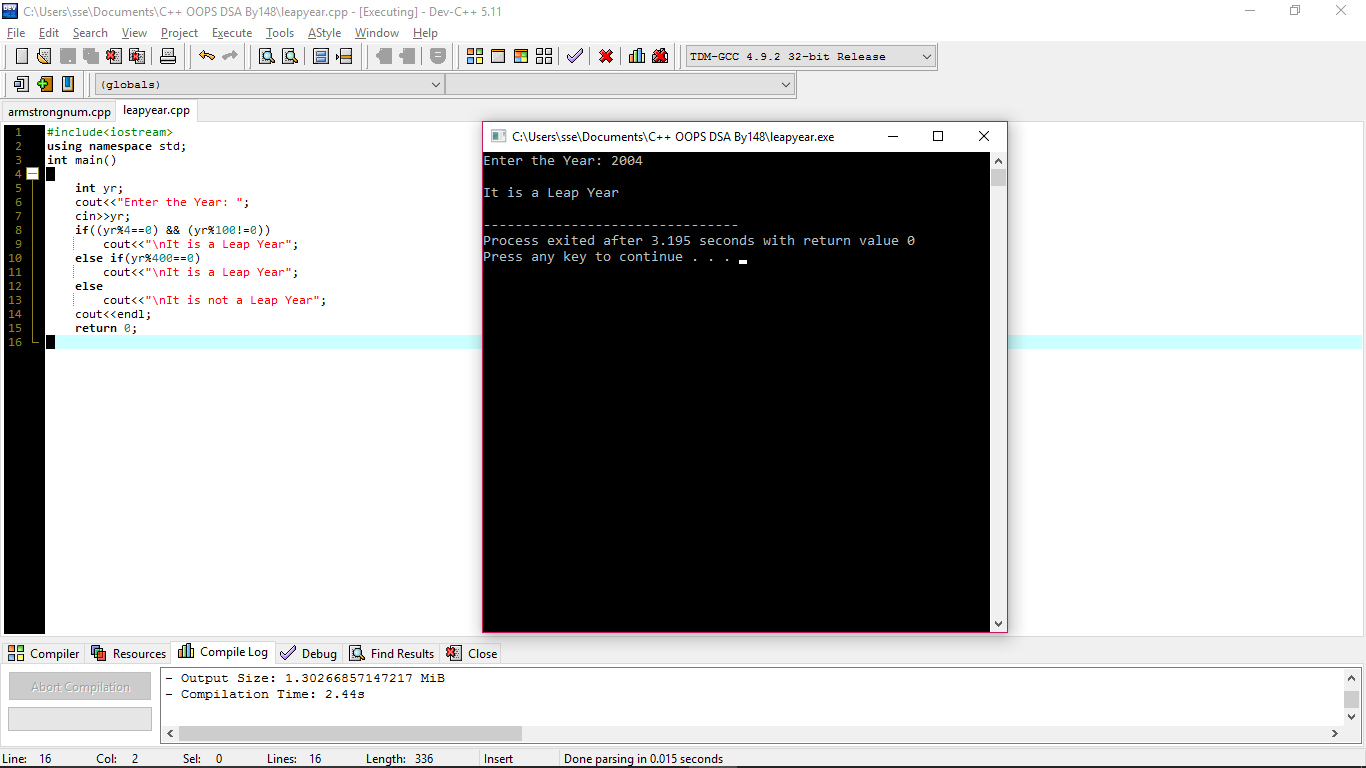 C:\Users\sse\Documents\C++ OOPS DSA By148\leapyear.cpp - [Executing] - Dev-C++ 5.11
File Edit Search View Project Execute Tools AStyle Window Help
TDM-GCC 4.9.2 32-bit Release
(globals)
armstrongnum.cpp leapyear.cpp
1 #include<iostream>
2 using namespace std;
3 int main()
4
5 int yr;
6 cout<<"Enter the Year: ";
7 cin>>yr;
8 if((yr%4==0) && (yr%100!=0))
9 cout<<"\nIt is a Leap Year";
10 else if(yr%400==0)
11 cout<<"\nIt is a Leap Year";
12 else
13 cout<<"\nIt is not a Leap Year";
14 cout<<endl;
15 return 0;
16
C:\Users\sse\Documents\C++ OOPS DSA By148\leapyear.exe
Enter the Year: 2004
It is a Leap Year
--------------------------------
Process exited after 3.195 seconds with return value 0
Press any key to continue . . .
Compiler Resources Compile Log Debug Find Results Close
Abort Compilation
- Output Size: 1.30266857147217 MiB
- Compilation Time: 2.44s
Line: 16 Col: 2 Sel: 0 Lines: 16 Length: 336 Insert Done parsing in 0.015 seconds